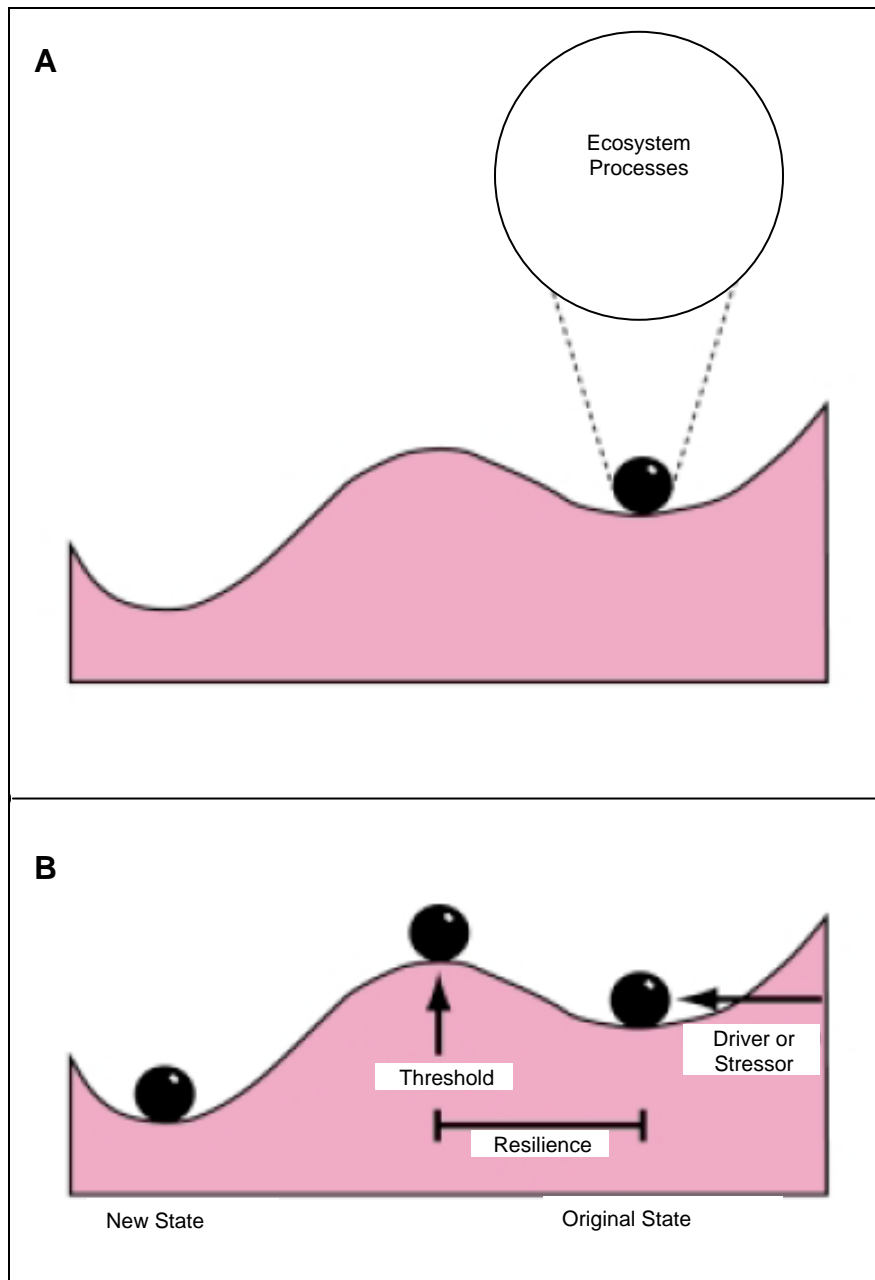 A
Ecosystem
Processes
B
Threshold
Driver or
Stressor
Resilience
New State
Original State